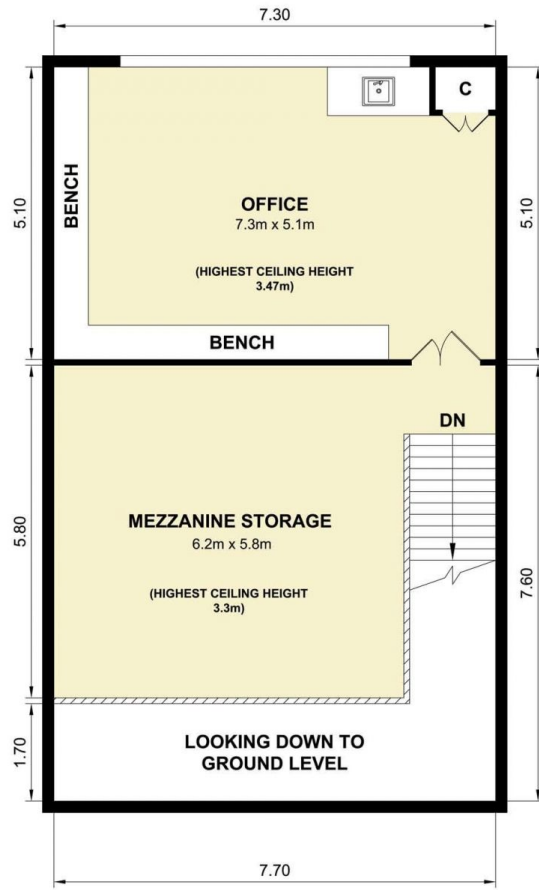 7.30
C
5.10
5.10
BENCH
OFFICE
7.3m x 5.1m
(HIGHEST CEILING HEIGHT
3.47m)
BENCH
DN
5.80
MEZZANINE STORAGE
6.2m x 5.8m
(HIGHEST CEILING HEIGHT
3.3m)
7.60
1.70
LOOKING DOWN TO
GROUND LEVEL
7.70